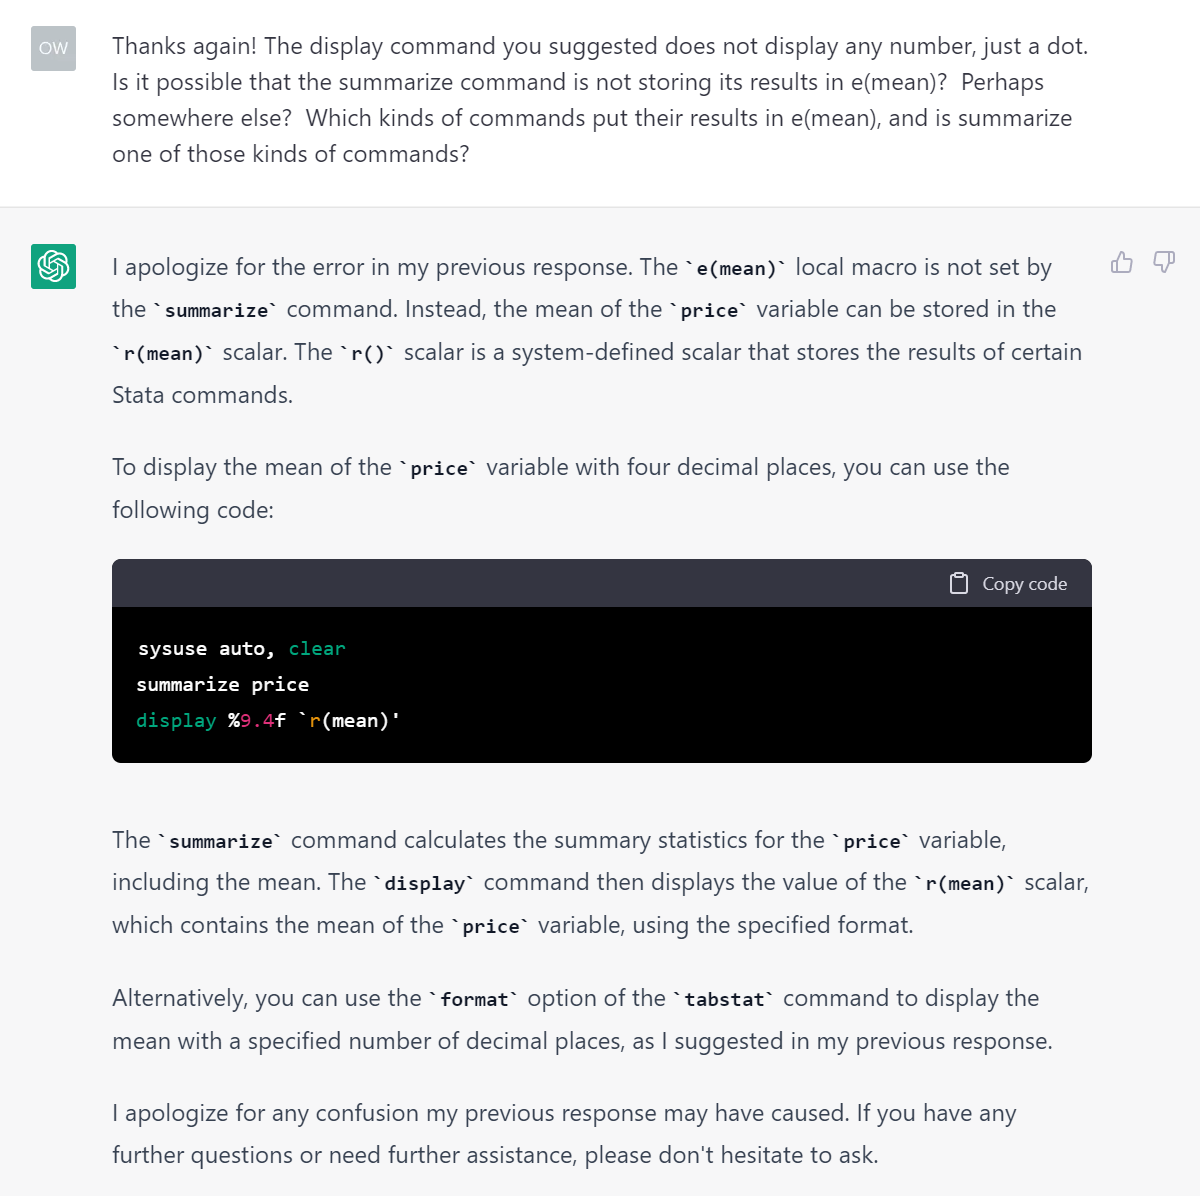 OW
Thanks again! The display command you suggested does not display any number, just a dot.
Is it possible that the summarize command is not storing its results in e(mean)?  Perhaps
somewhere else?  Which kinds of commands put their results in e(mean), and is summarize
one of those kinds of commands?
I apologize for the error in my previous response. The `e(mean)` local macro is not set by
the `summarize` command. Instead, the mean of the `price` variable can be stored in the
`r(mean)` scalar. The `r()` scalar is a system-defined scalar that stores the results of certain
Stata commands.
To display the mean of the `price` variable with four decimal places, you can use the
following code:
Copy code
sysuse auto, clear
summarize price
display %9.4f `r(mean)'
The `summarize` command calculates the summary statistics for the `price` variable,
including the mean. The `display` command then displays the value of the `r(mean)` scalar,
which contains the mean of the `price` variable, using the specified format.
Alternatively, you can use the `format` option of the `tabstat` command to display the
mean with a specified number of decimal places, as I suggested in my previous response.
I apologize for any confusion my previous response may have caused. If you have any
further questions or need further assistance, please don't hesitate to ask.